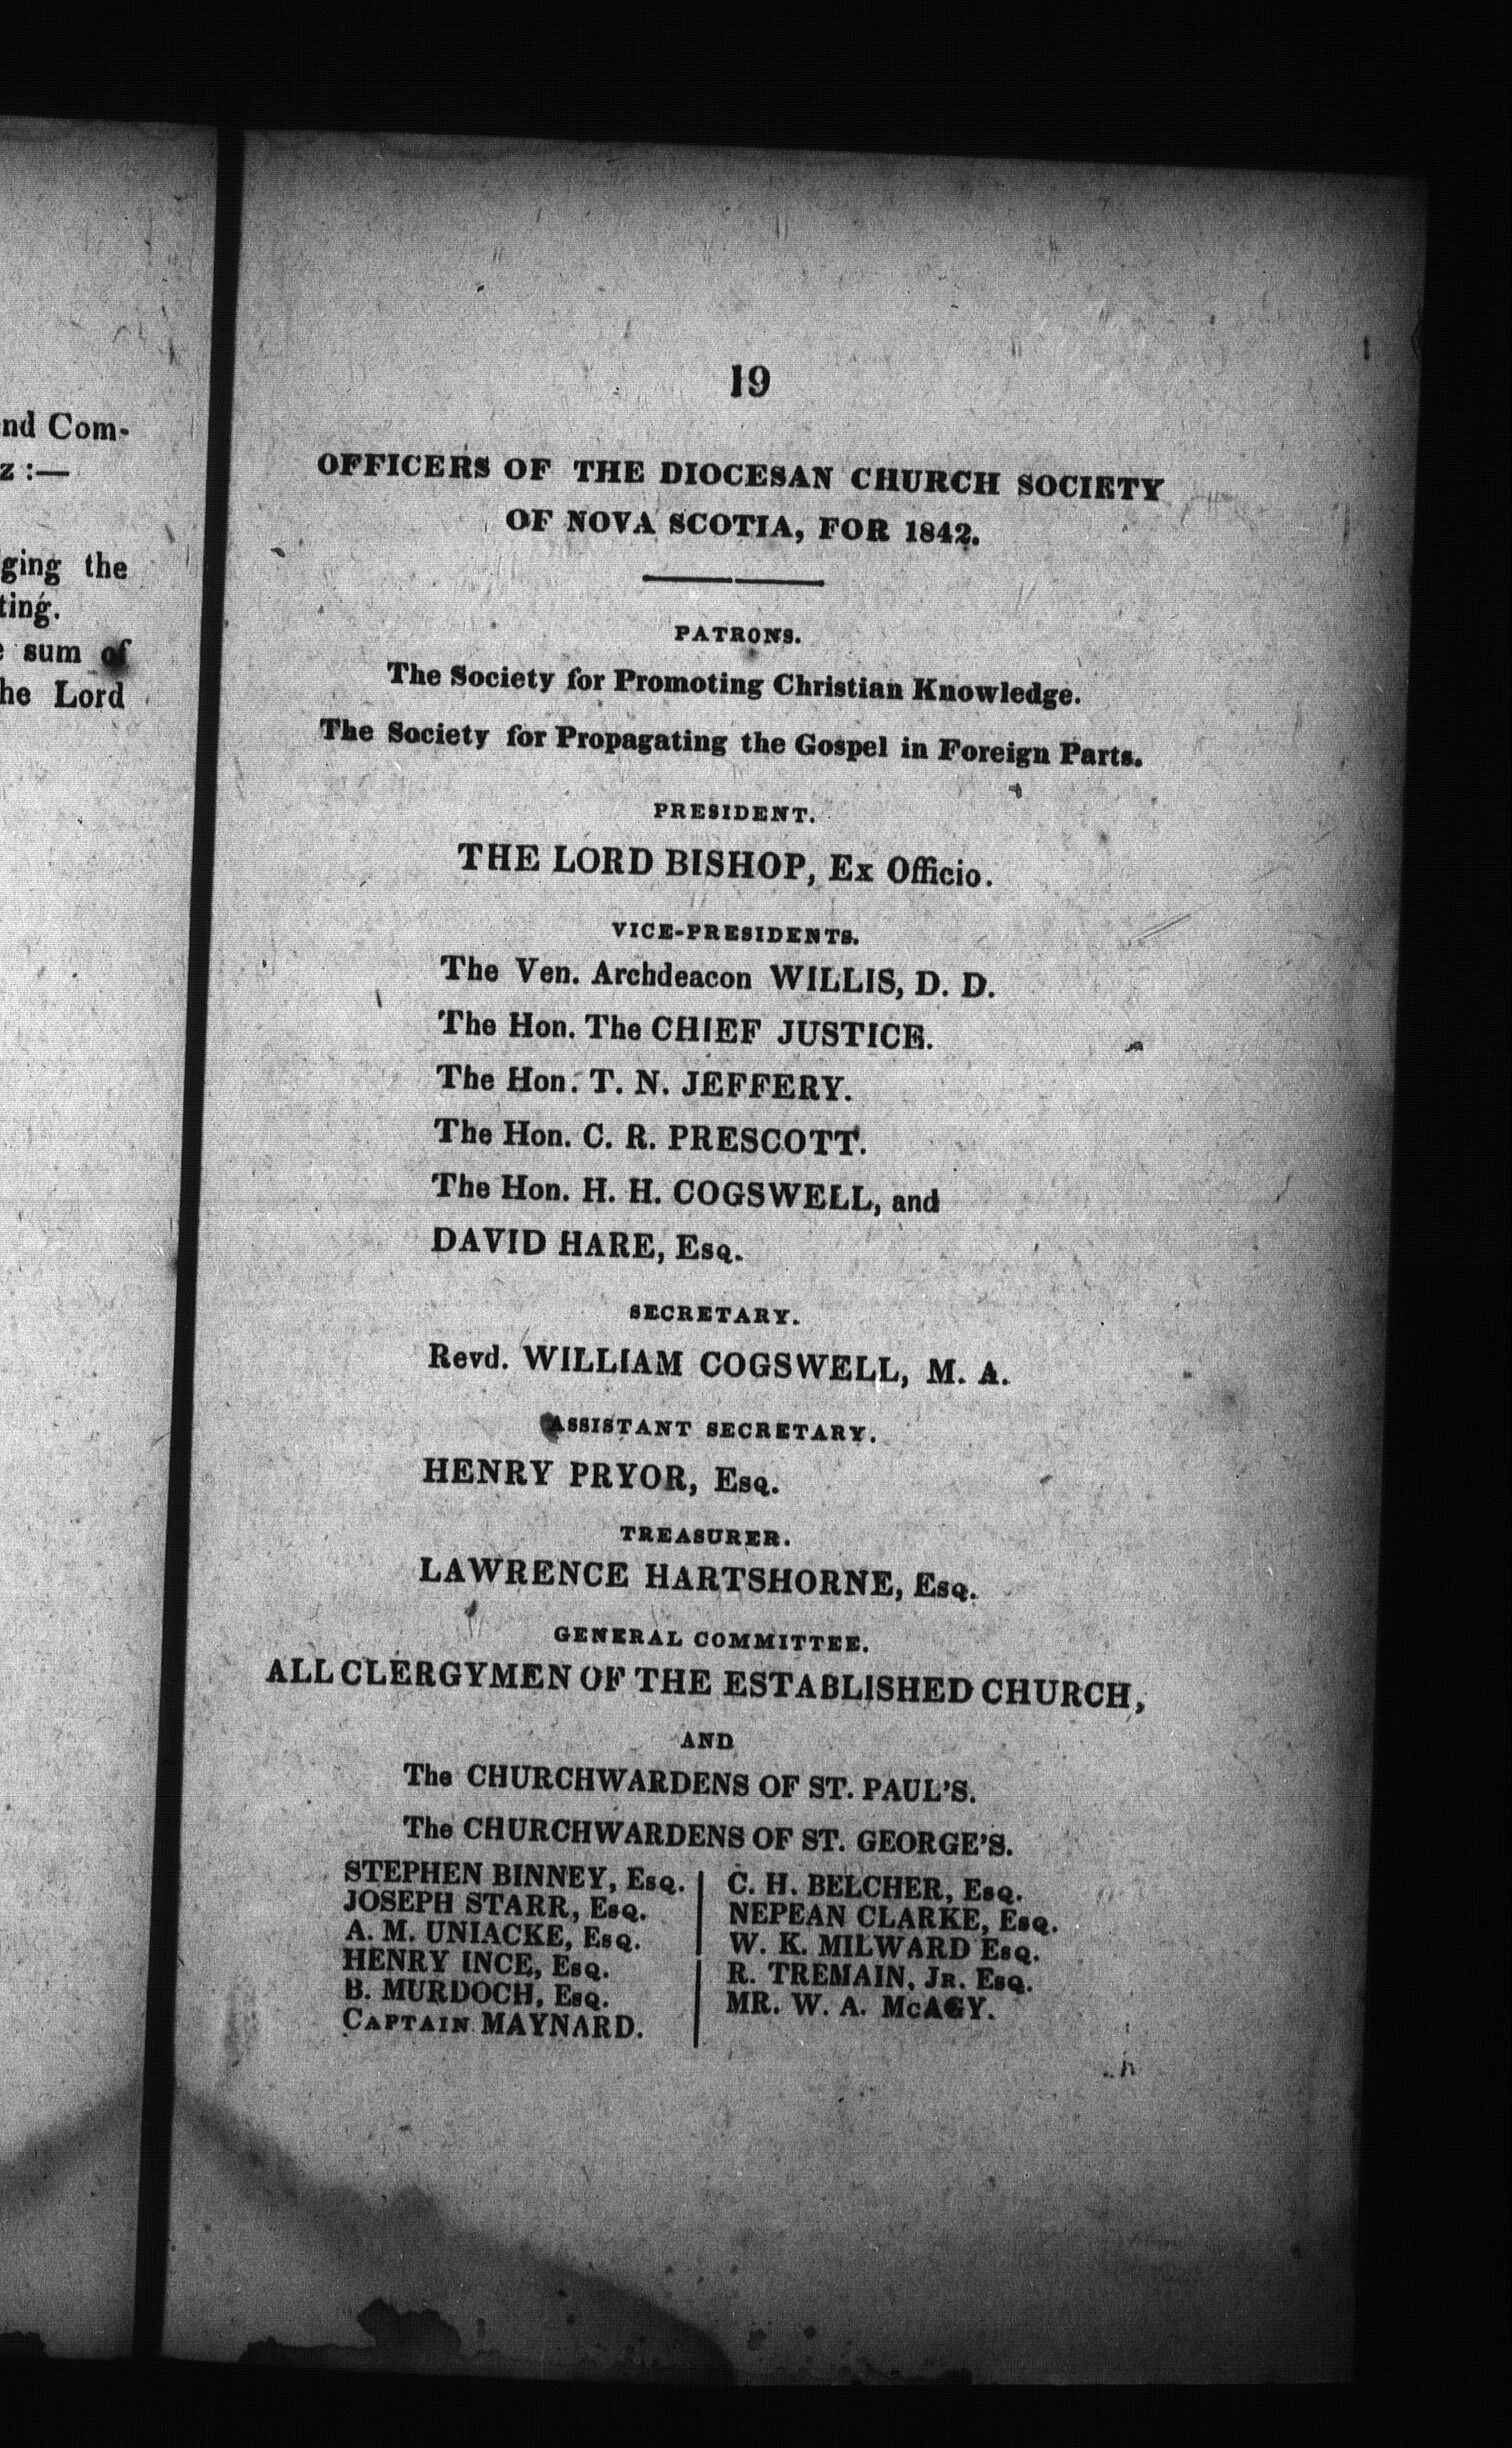 nd Com-
z :—
ging the
ting.
sum of
he Lord
19
OFFICERS OF THE DIOCESAN CHURCH SOCIETY
OF NOVA SCOTIA, FOR 1842.
PATRONS.
The Society for Promoting Christian Knowledge.
The Society for Propagating the Gospel in Foreign Parts.
PRESIDENT.
THE LORD BISHOP, Ex Officio.
VICE-PRESIDENTS.
The Ven. Archdeacon WILLIS, D. D.
The Hon. The CHIEF JUSTICE.
The Hon. T. N. JEFFERY.
The Hon. C. R. PRESCOTT.
The Hon. H. H. COGSWELL, and
DAVID HARE, Esq.
SECRETARY.
Revd. WILLIAM COGSWELL, M. A.
ASSISTANT SECRETARY.
HENRY PRYOR, Esq.
TREASURER.
LAWRENCE HARTSHORNE, Esq.
GENERAL COMMITTEE.
ALL CLERGYMEN OF THE ESTABLISHED CHURCH,
AND
The CHURCHWARDENS OF ST. PAUL'S.
The CHURCHWARDENS OF ST. GEORGE'S.
STEPHEN BINNEY, Esq.
JOSEPH STARR, Esq.
A. M. UNIACKE, Esq.
HENRY INCE, Esq.
B. MURDOCH, Esq.
CAPTAIN MAYNARD.
C. H. BELCHER, Esq.
NEPEAN CLARKE, Esq.
W. K. MILWARD Esq.
R. TREMAIN, JR. Esq.
MR. W. A. McAGY.